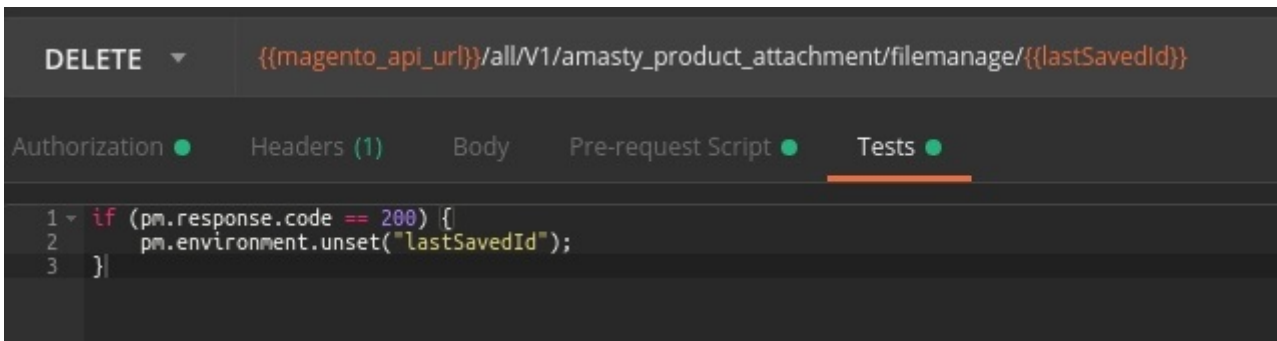 DELETE {{magento_api_url}}/all/V1/amasty_product_attachment/filemanage/{{lastSavedId}}
Authorization Headers (1) Body Pre-request Script Tests
1 if (pm.response.code == 200) {
2 pm.environment.unset("lastSavedId");
3 }